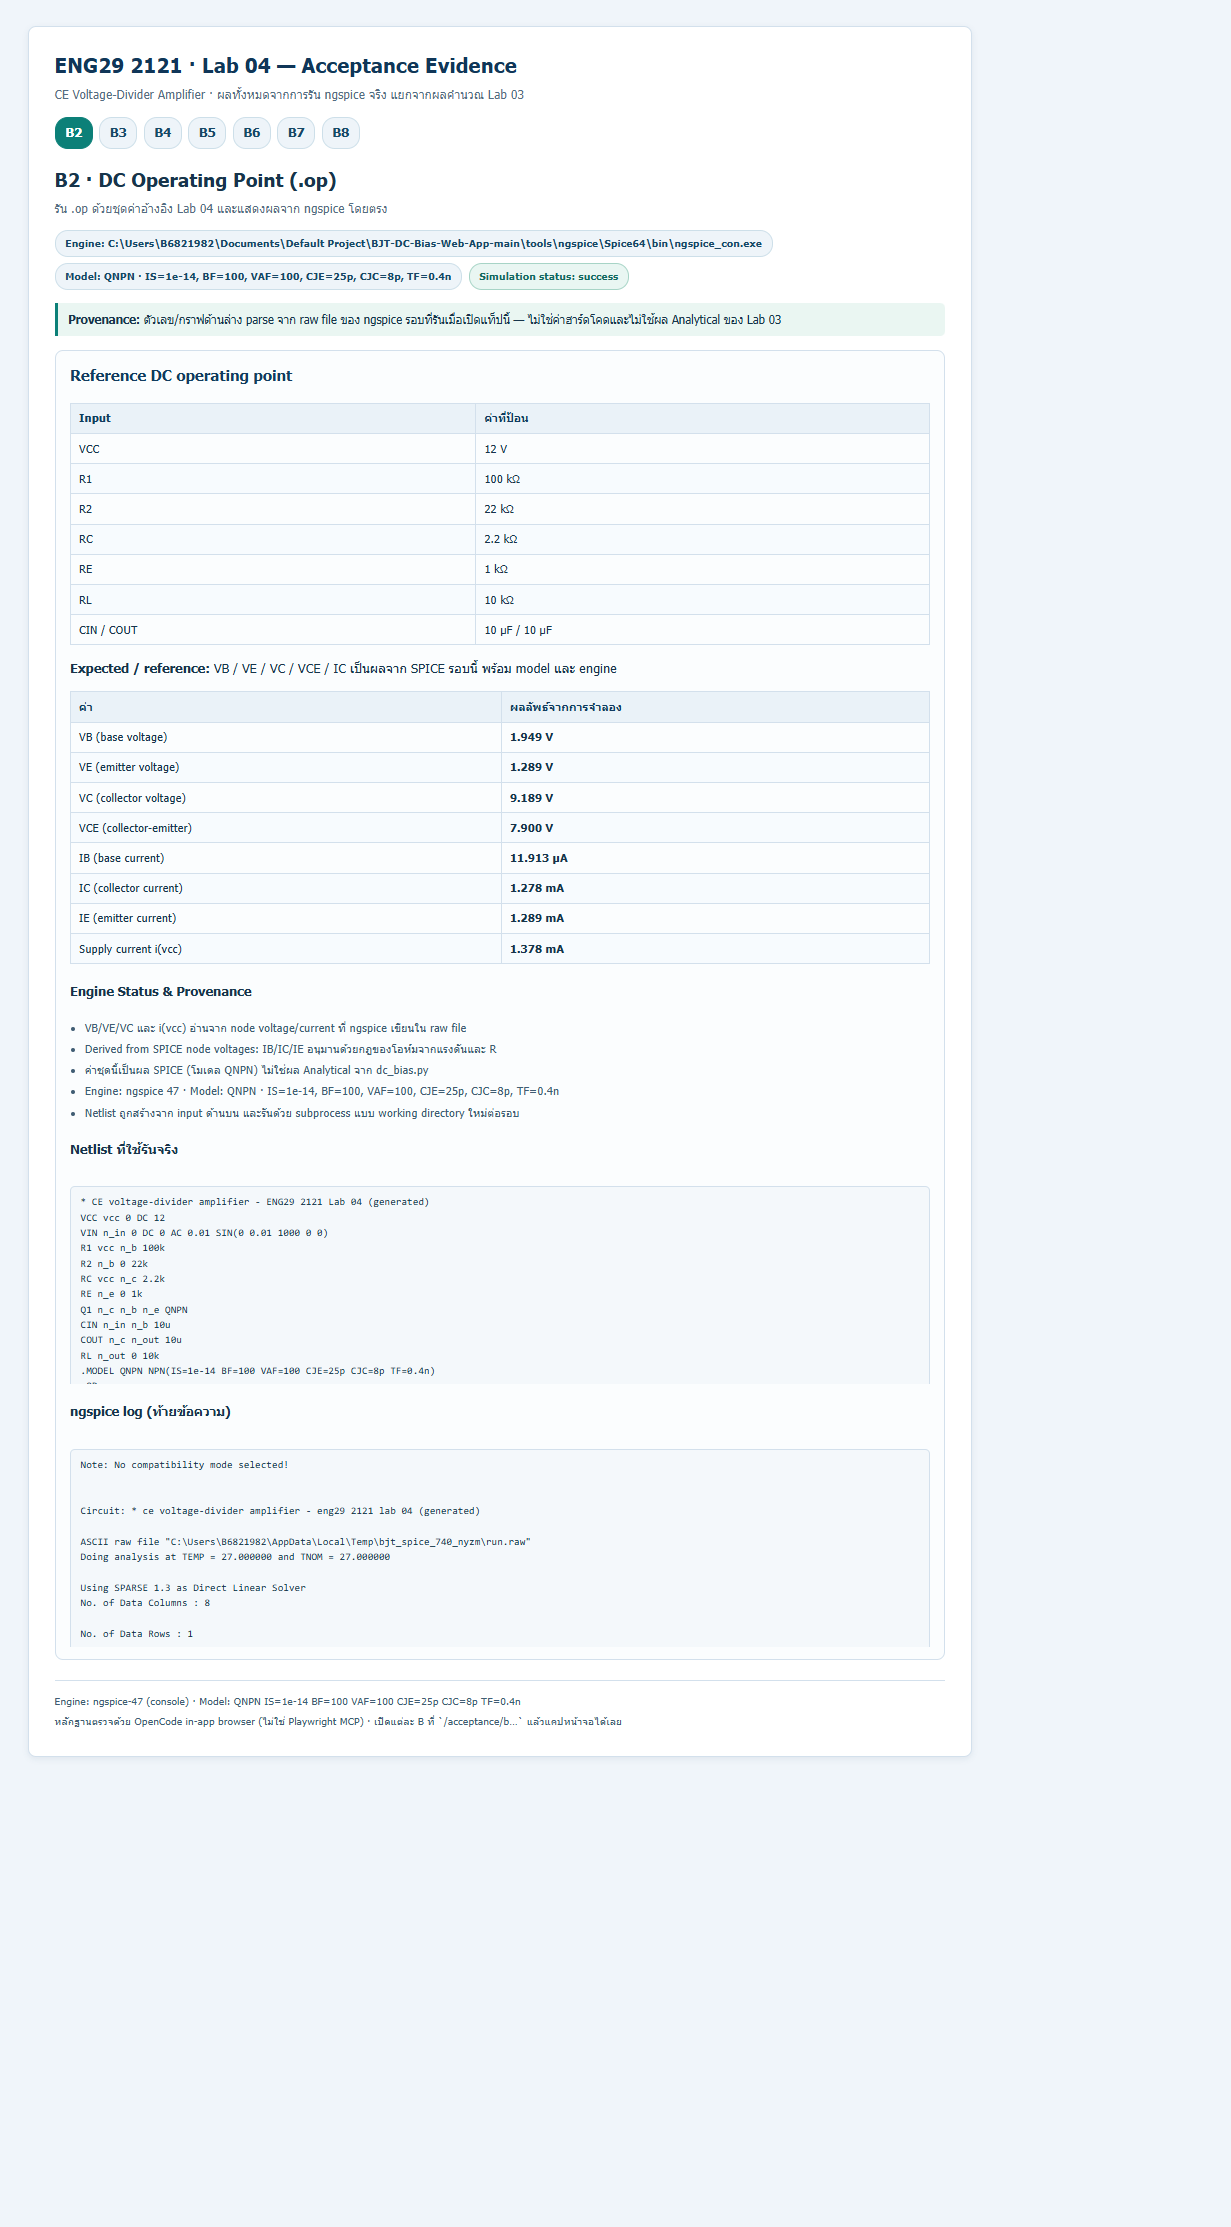 ENG29 2121 · Lab 04 — Acceptance Evidence
CE Voltage-Divider Amplifier · ผลทั้งหมดจากการรัน ngspice จริง แยกจากผลคำนวณ Lab 03
B2 B3 B4 B5 B6 B7 B8
B2 · DC Operating Point (.op)
รัน .op ด้วยชุดค่าอ้างอิง Lab 04 และแสดงผลจาก ngspice โดยตรง
Engine: C:\Users\B6821982\Documents\Default Project\BJT-DC-Bias-Web-App-main\tools\ngspice\Spice64\bin\ngspice_con.exe
Model: QNPN · IS=1e-14, BF=100, VAF=100, CJE=25p, CJC=8p, TF=0.4n Simulation status: success
Provenance: ตัวเลข/กราฟด้านล่าง parse จาก raw file ของ ngspice รอบที่รันเมื่อเปิดแท็บนี้ — ไม่ใช่ค่าฮาร์ดโคดและไม่ใช้ผล Analytical ของ Lab 03
Reference DC operating point
Input ค่าที่ป้อน
VCC 12 V
R1 100 kΩ
R2 22 kΩ
RC 2.2 kΩ
RE 1 kΩ
RL 10 kΩ
CIN / COUT 10 µF / 10 µF
Expected / reference: VB / VE / VC / VCE / IC เป็นผลจาก SPICE รอบนี้ พร้อม model และ engine
ค่า ผลลัพธ์จากการจำลอง
VB (base voltage) 1.949 V
VE (emitter voltage) 1.289 V
VC (collector voltage) 9.189 V
VCE (collector-emitter) 7.900 V
IB (base current) 11.913 µA
IC (collector current) 1.278 mA
IE (emitter current) 1.289 mA
Supply current i(vcc) 1.378 mA
Engine Status & Provenance
• VB/VE/VC และ i(vcc) อ่านจาก node voltage/current ที่ ngspice เขียนใน raw file
• Derived from SPICE node voltages: IB/IC/IE อนุมานด้วยกฎของโอห์มจากแรงดันและ R
• ค่าชุดนี้เป็นผล SPICE (โมเดล QNPN) ไม่ใช่ผล Analytical จาก dc_bias.py
• Engine: ngspice 47 · Model: QNPN · IS=1e-14, BF=100, VAF=100, CJE=25p, CJC=8p, TF=0.4n
• Netlist ถูกสร้างจาก input ด้านบน และรันด้วย subprocess แบบ working directory ใหม่ต่อรอบ
Netlist ที่ใช้รันจริง
* CE voltage-divider amplifier - ENG29 2121 Lab 04 (generated)
VCC vcc 0 DC 12
VIN n_in 0 DC 0 AC 0.01 SIN(0 0.01 1000 0 0)
R1 vcc n_b 100k
R2 n_b 0 22k
RC vcc n_c 2.2k
RE n_e 0 1k
Q1 n_c n_b n_e QNPN
CIN n_in n_b 10u
COUT n_c n_out 10u
RL n_out 0 10k
.MODEL QNPN NPN(IS=1e-14 BF=100 VAF=100 CJE=25p CJC=8p TF=0.4n)
ngspice log (ท้ายข้อความ)
Note: No compatibility mode selected!
Circuit: * ce voltage-divider amplifier - eng29 2121 lab 04 (generated)
ASCII raw file "C:\Users\B6821982\AppData\Local\Temp\bjt_spice_740_nyzm\run.raw"
Doing analysis at TEMP = 27.000000 and TNOM = 27.000000
Using SPARSE 1.3 as Direct Linear Solver
No. of Data Columns : 8
No. of Data Rows : 1
Engine: ngspice-47 (console) · Model: QNPN IS=1e-14 BF=100 VAF=100 CJE=25p CJC=8p TF=0.4n
หลักฐานตรวจด้วย OpenCode in-app browser (ไม่ใช่ Playwright MCP) · เปิดแต่ละ B ที่ `/acceptance/b...` แล้วแคปหน้าจอได้เลย